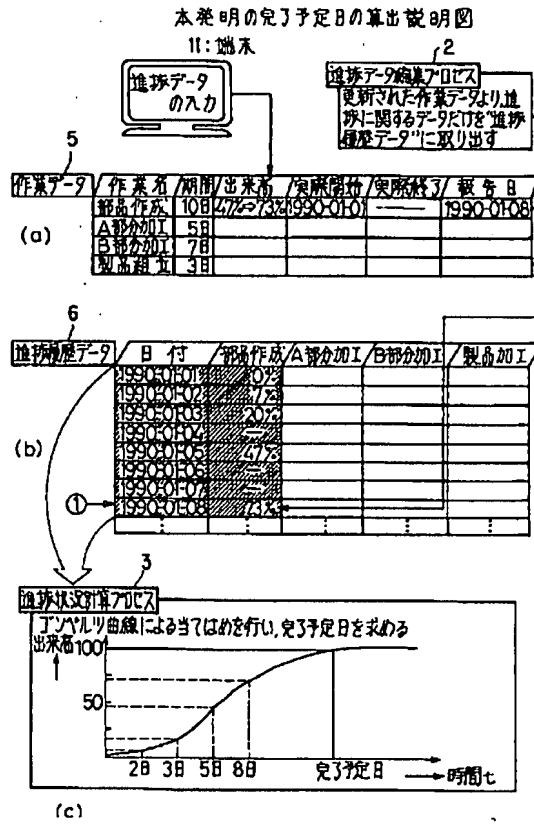 本発明の完了予定日の算出説明図
11:端末
進捗データの入力
2
進捗データ編集プロセス
更新された作業データより,進捗に関するデータだけを"進捗履歴データ"に取り出す
5
作業データ 作業名 期間 出来高 実際開始 実際終了 報告日
部品作成 10日 47%⇒73% 1990-01-01 —— 1990-01-08
A部分加工 5日
B部分加工 7日
製品組立 3日
(a)
6
進捗履歴データ 日付 部品作成 A部分加工 B部分加工 製品加工
1990-01-01 0%
1990-01-02 7%
1990-01-03 20%
1990-01-04 —
1990-01-05 47%
1990-01-06 —
1990-01-07 —
① 1990-01-08 73%
(b)
3
進捗状況計算プロセス
ゴンペルツ曲線による当てはめを行い,完了予定日を求める
出来高 100
50
2日 3日 5日 8日 完了予定日 時間t
(c)